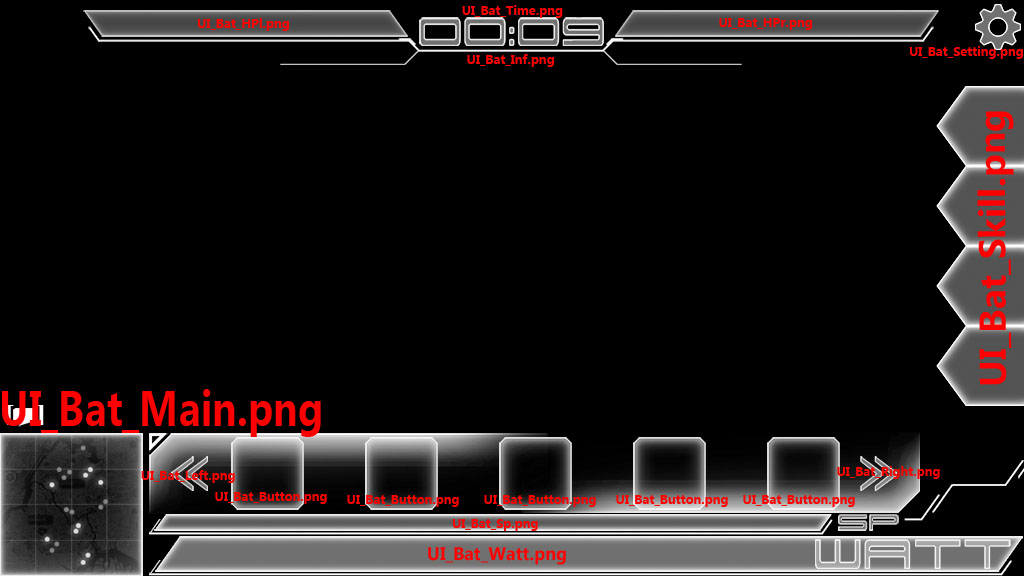 UI_Bat_Time.png
UI_Bat_HPl.png
UI_Bat_HPr.png
00:09
UI_Bat_Setting.png
UI_Bat_Inf.png
UI_Bat_Skill.png
UI_Bat_Main.png
UI_Bat_Left.png
UI_Bat_Right.png
UI_Bat_Button.png
UI_Bat_Button.png
UI_Bat_Button.png
UI_Bat_Button.png
UI_Bat_Button.png
UI_Bat_Sp.png
SP
UI_Bat_Watt.png
WATT